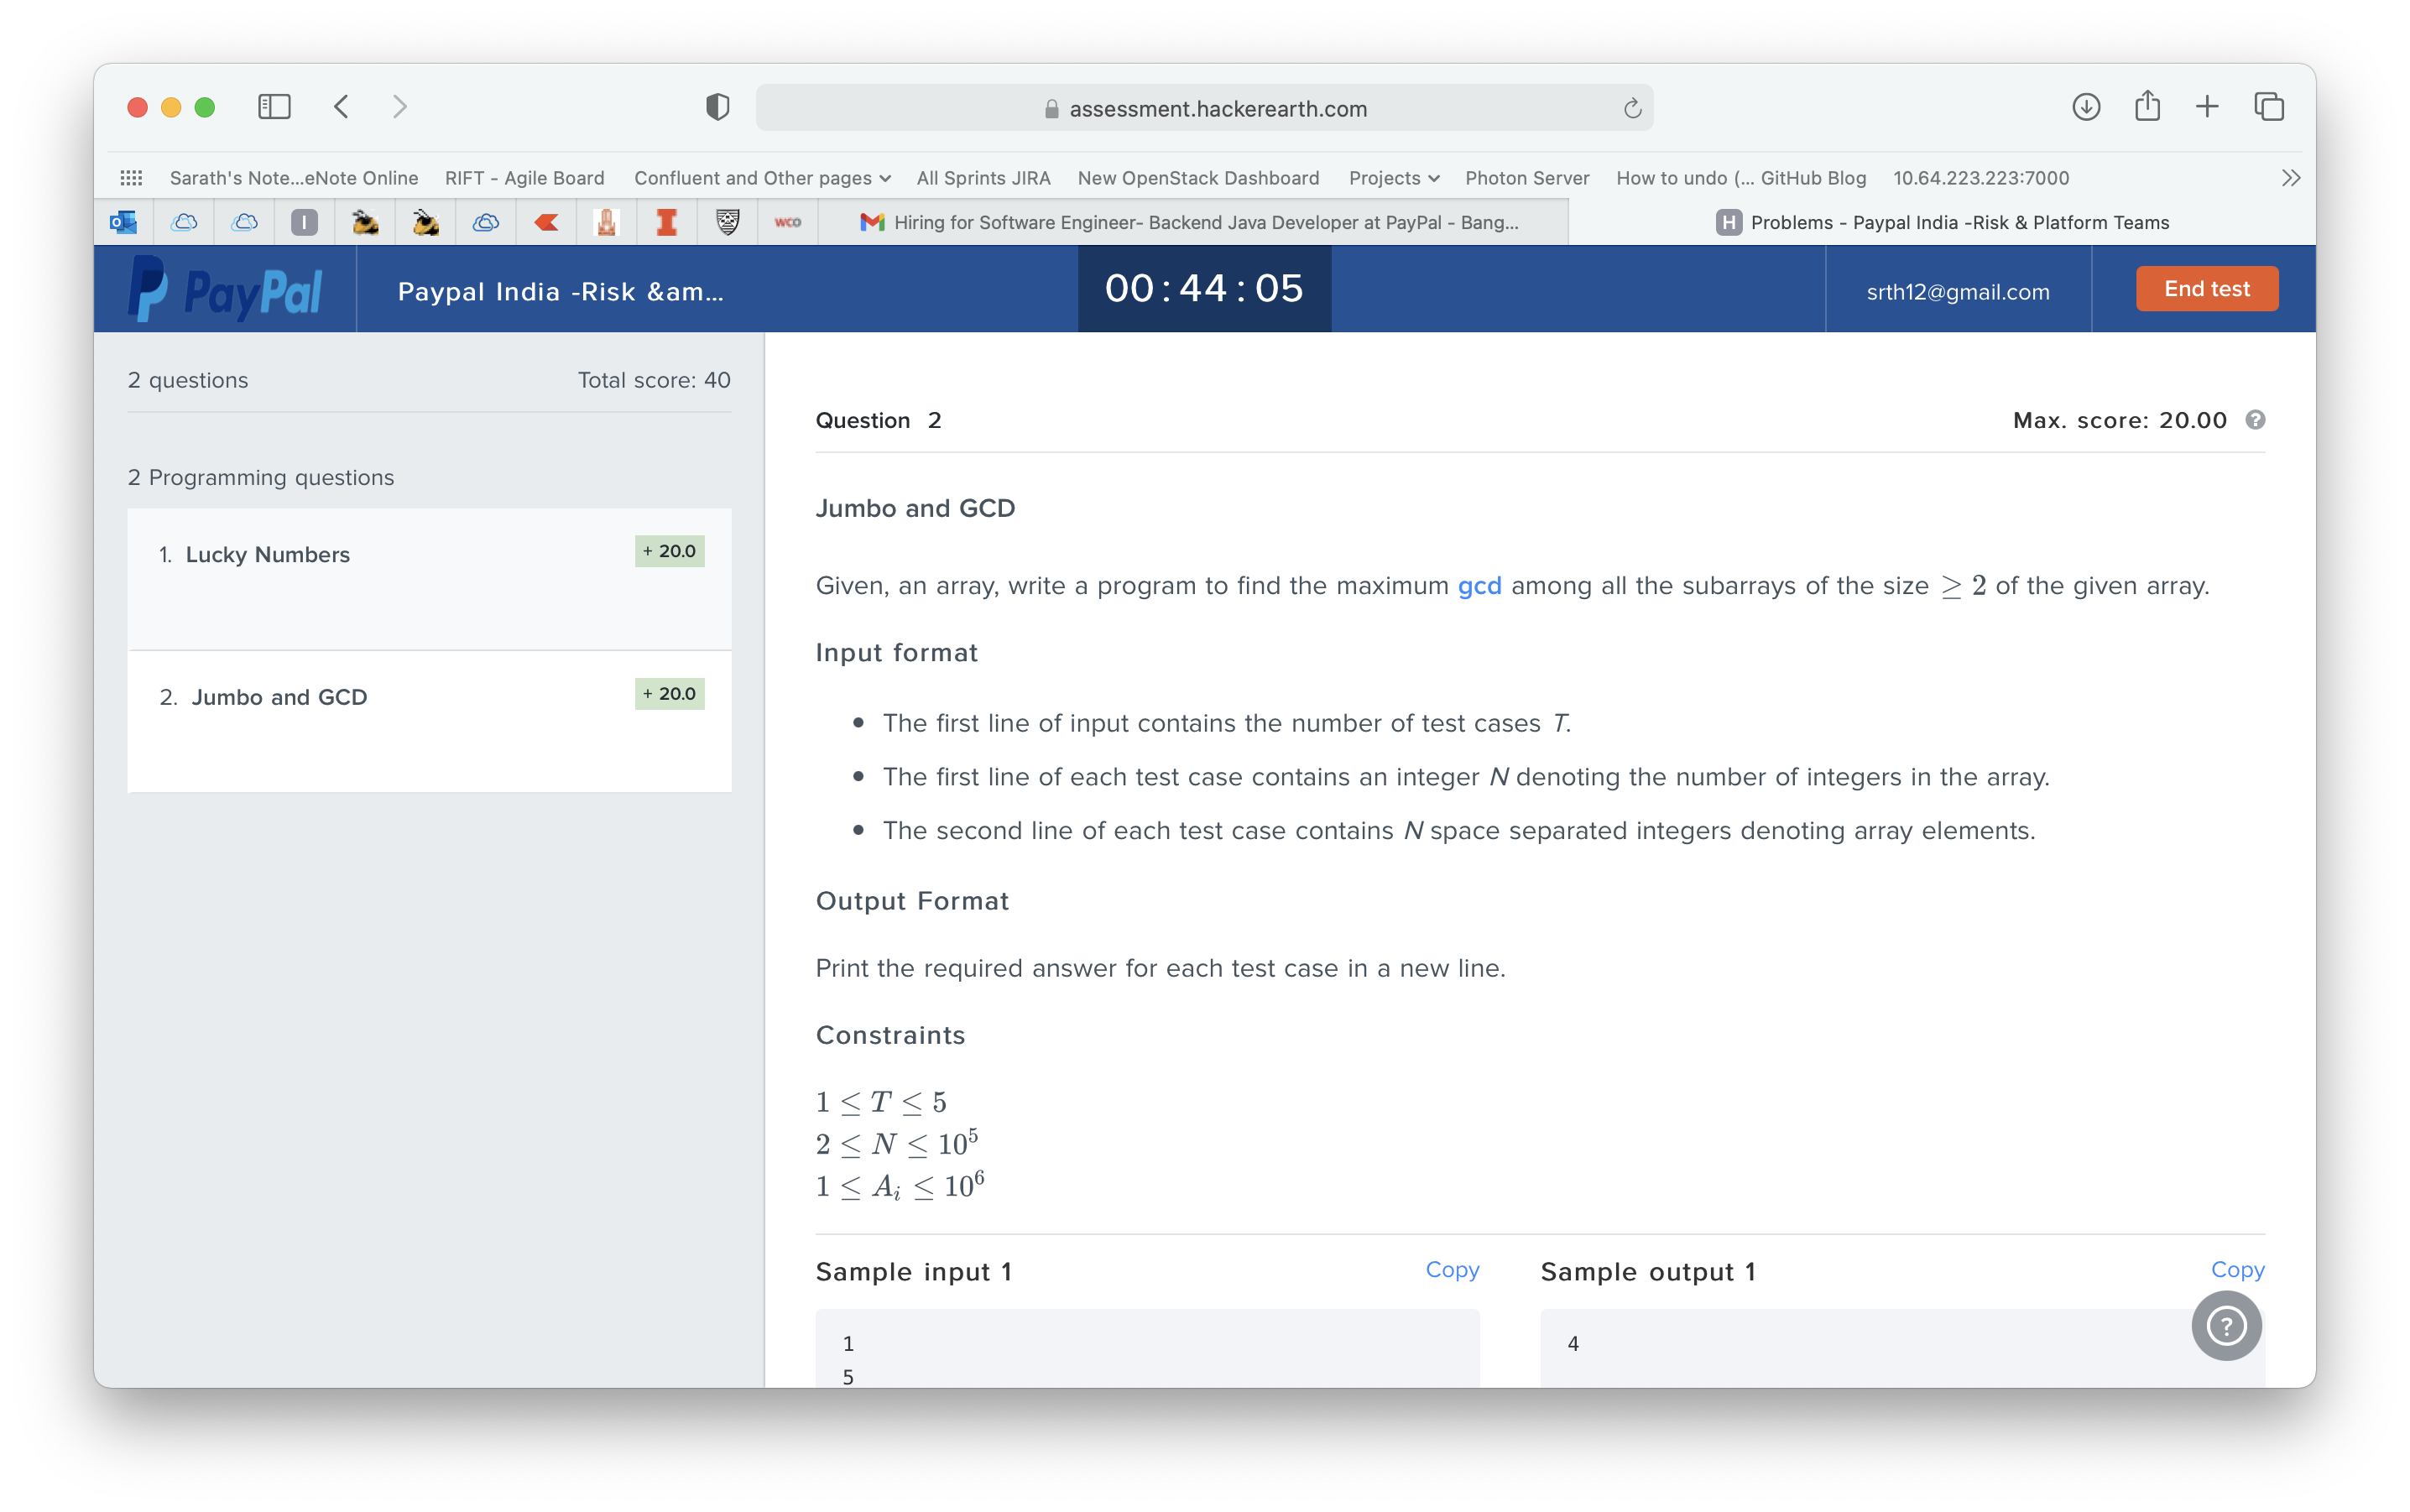 assessment.hackerearth.com
Sarath's Note...eNote Online RIFT - Agile Board Confluent and Other pages All Sprints JIRA New OpenStack Dashboard Projects Photon Server How to undo (... GitHub Blog 10.64.223.223:7000
I wco Hiring for Software Engineer- Backend Java Developer at PayPal - Bang... H Problems - Paypal India -Risk & Platform Teams
PayPal Paypal India -Risk &am... 00:44:05 srth12@gmail.com End test
2 questions Total score: 40
2 Programming questions
1. Lucky Numbers + 20.0
2. Jumbo and GCD + 20.0
Question 2 Max. score: 20.00 ?
Jumbo and GCD
Given, an array, write a program to find the maximum gcd among all the subarrays of the size ≥ 2 of the given array.
Input format
• The first line of input contains the number of test cases T.
• The first line of each test case contains an integer N denoting the number of integers in the array.
• The second line of each test case contains N space separated integers denoting array elements.
Output Format
Print the required answer for each test case in a new line.
Constraints
1 ≤ T ≤ 5
2 ≤ N ≤ 10^5
1 ≤ A_i ≤ 10^6
Sample input 1 Copy
1
5
Sample output 1 Copy
4
?